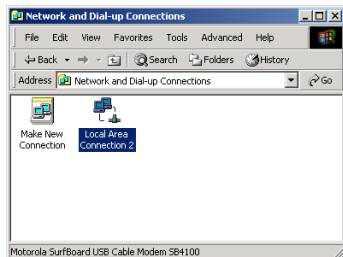 Network and Dial-up Connections
File Edit View Favorites Tools Advanced Help
Back Search Folders History
Address Network and Dial-up Connections Go
Make New Connection
Local Area Connection 2
Motorola SurfBoard USB Cable Modem SB4100